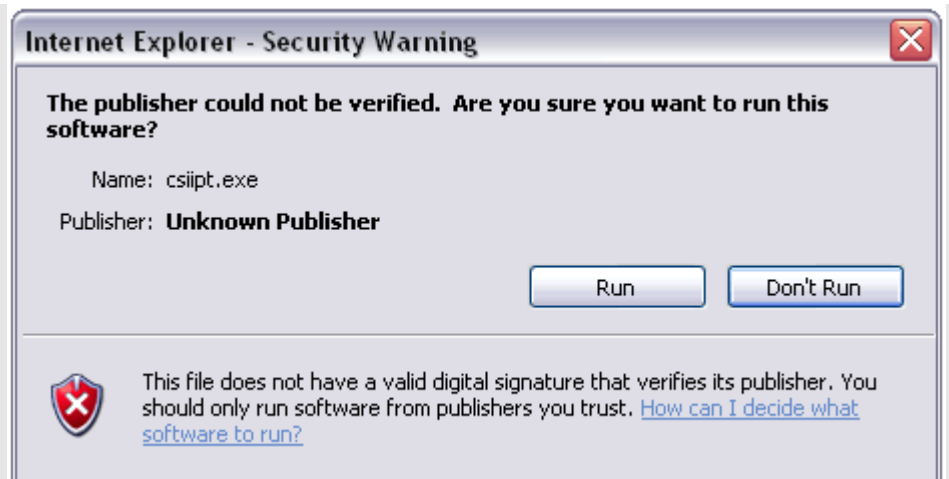 Internet Explorer - Security Warning
The publisher could not be verified. Are you sure you want to run this
software?
Name: csiipt.exe
Publisher: Unknown Publisher
Run Don't Run
This file does not have a valid digital signature that verifies its publisher. You
should only run software from publishers you trust. How can I decide what
software to run?